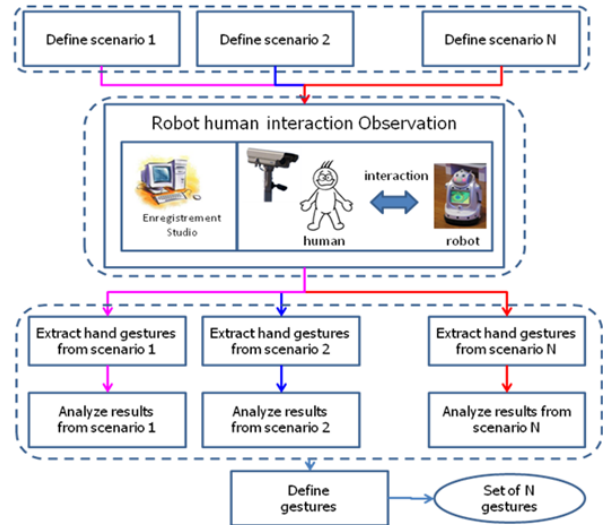 Define scenario 1
Define scenario 2
Define scenario N
Robot human interaction Observation
Enregistrement
Studio
interaction
human
robot
Extract hand gestures
from scenario 1
Extract hand gestures
from scenario 2
Extract hand gestures
from scenario N
Analyze results
from scenario 1
Analyze results
from scenario 2
Analyze results from
scenario N
Define
gestures
Set of N
gestures